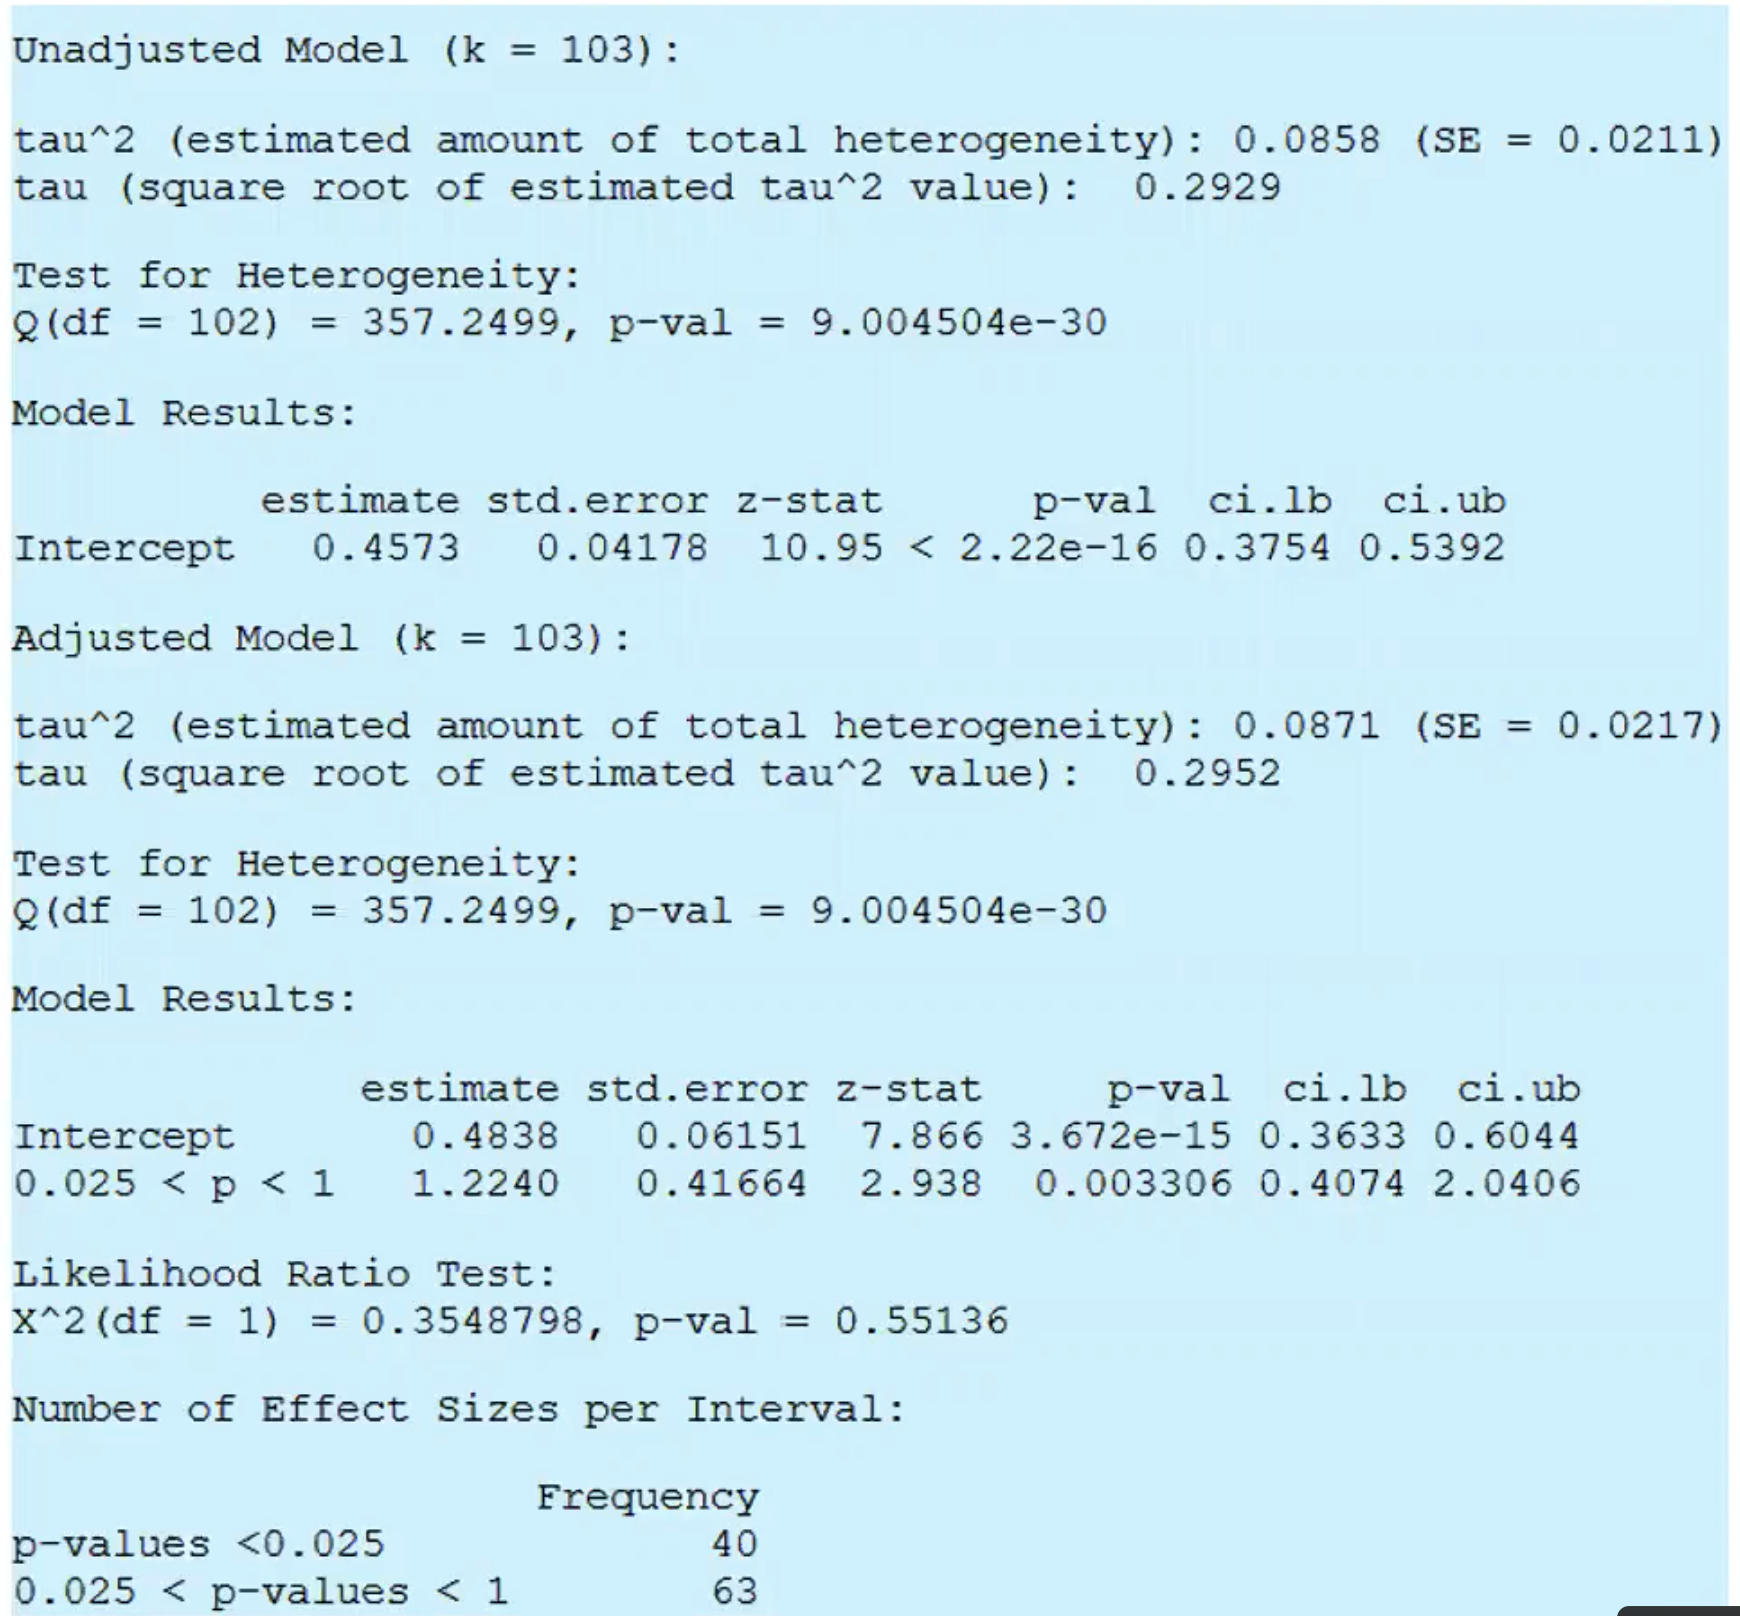 Unadjusted Model (k = 103):
tau^2 (estimated amount of total heterogeneity): 0.0858 (SE = 0.0211)
tau (square root of estimated tau^2 value):  0.2929
Test for Heterogeneity:
Q(df = 102) = 357.2499, p-val = 9.004504e-30
Model Results:
estimate std.error z-stat p-val ci.lb ci.ub
Intercept 0.4573 0.04178 10.95 < 2.22e-16 0.3754 0.5392
Adjusted Model (k = 103):
tau^2 (estimated amount of total heterogeneity): 0.0871 (SE = 0.0217)
tau (square root of estimated tau^2 value):  0.2952
Test for Heterogeneity:
Q(df = 102) = 357.2499, p-val = 9.004504e-30
Model Results:
estimate std.error z-stat p-val ci.lb ci.ub
Intercept 0.4838 0.06151 7.866 3.672e-15 0.3633 0.6044
0.025 < p < 1 1.2240 0.41664 2.938 0.003306 0.4074 2.0406
Likelihood Ratio Test:
X^2(df = 1) = 0.3548798, p-val = 0.55136
Number of Effect Sizes per Interval:
Frequency
p-values <0.025 40
0.025 < p-values < 1 63